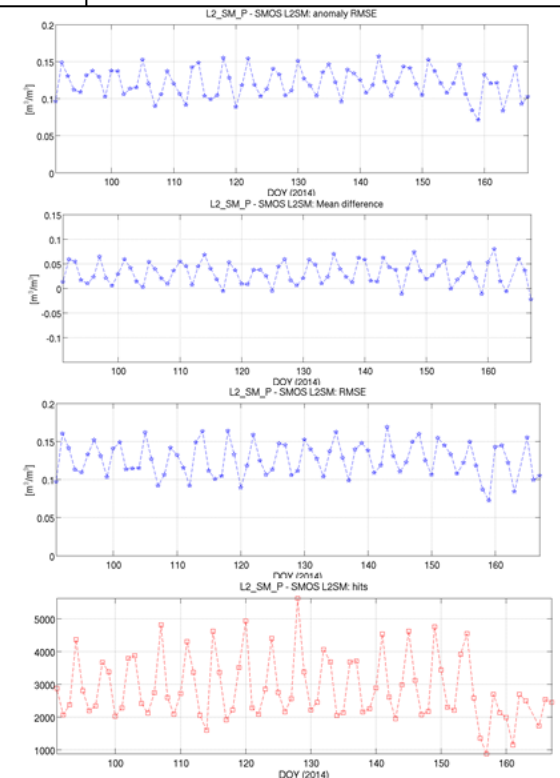 L2_SM_P - SMOS L2SM: anomaly RMSE
0.2
0.15
0.1
0.05
0
[m³/m³]
100 110 120 130 140 150 160
DOY (2014)
L2_SM_P - SMOS L2SM: Mean difference
0.15
0.1
0.05
0
-0.05
-0.1
[m³/m³]
100 110 120 130 140 150 160
DOY (2014)
L2_SM_P - SMOS L2SM: RMSE
0.2
0.15
0.1
0.05
0
[m³/m³]
100 110 120 130 140 150 160
DOY (2014)
L2_SM_P - SMOS L2SM: hits
5000
4000
3000
2000
1000
100 110 120 130 140 150 160
DOY (2014)